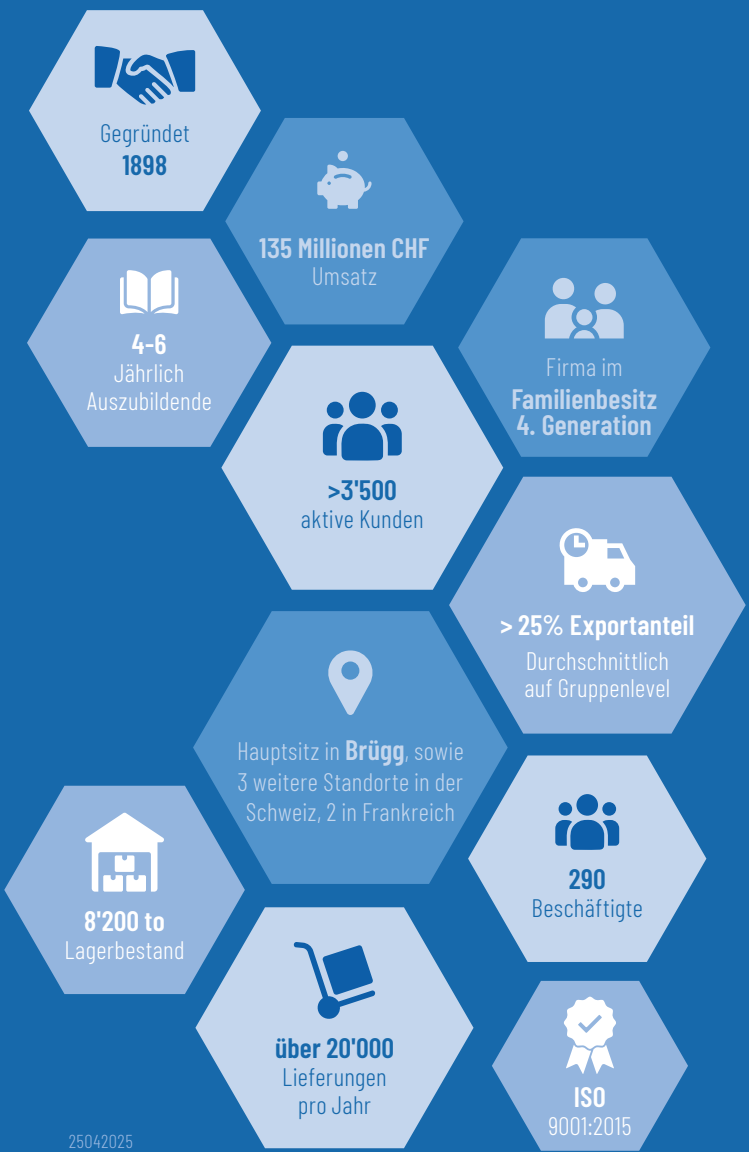 Gegründet
1898
135 Millionen CHF
Umsatz
4-6
Jährlich
Auszubildende
Firma im
Familienbesitz
4. Generation
>3'500
aktive Kunden
> 25% Exportanteil
Durchschnittlich
auf Gruppenlevel
Hauptsitz in Brügg, sowie
3 weitere Standorte in der
Schweiz, 2 in Frankreich
290
Beschäftigte
8'200 to
Lagerbestand
über 20'000
Lieferungen
pro Jahr
ISO
9001:2015
25042025